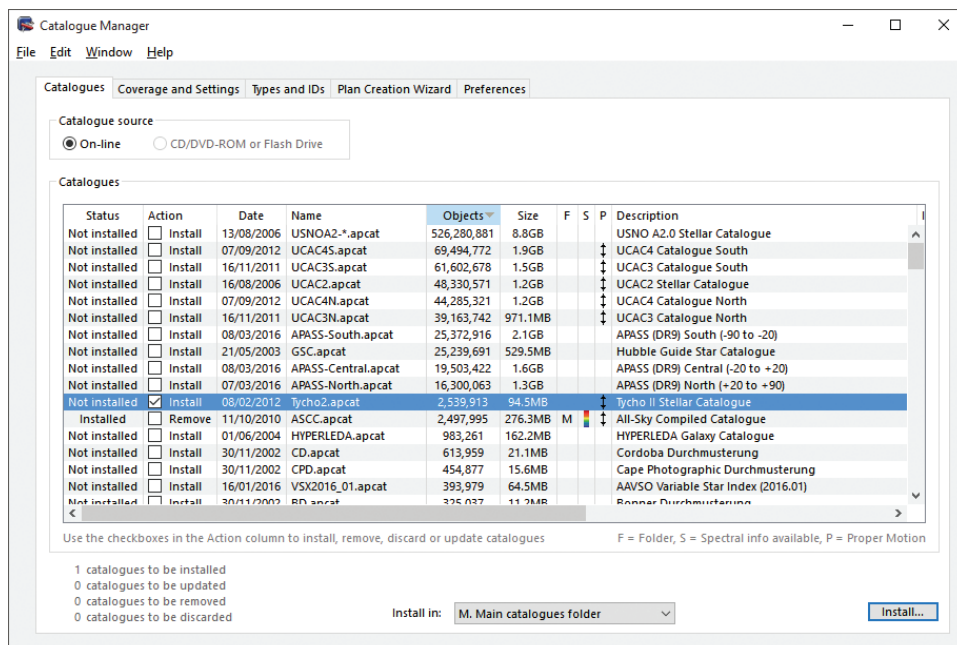 Catalogue Manager
File Edit Window Help
Catalogues Coverage and Settings Types and IDs Plan Creation Wizard Preferences
Catalogue source
On-line CD/DVD-ROM or Flash Drive
Catalogues
Status Action Date Name Objects Size F S P Description
Not installed Install 13/08/2006 USNOA2-*.apcat 526,280,881 8.8GB USNO A2.0 Stellar Catalogue
Not installed Install 07/09/2012 UCAC4S.apcat 69,494,772 1.9GB UCAC4 Catalogue South
Not installed Install 16/11/2011 UCAC3S.apcat 61,602,678 1.5GB UCAC3 Catalogue South
Not installed Install 16/08/2006 UCAC2.apcat 48,330,571 1.2GB UCAC2 Stellar Catalogue
Not installed Install 07/09/2012 UCAC4N.apcat 44,285,321 1.2GB UCAC4 Catalogue North
Not installed Install 16/11/2011 UCAC3N.apcat 39,163,742 971.1MB UCAC3 Catalogue North
Not installed Install 08/03/2016 APASS-South.apcat 25,372,916 2.1GB APASS (DR9) South (-90 to -20)
Not installed Install 21/05/2003 GSC.apcat 25,239,691 529.5MB Hubble Guide Star Catalogue
Not installed Install 08/03/2016 APASS-Central.apcat 19,503,422 1.6GB APASS (DR9) Central (-20 to +20)
Not installed Install 07/03/2016 APASS-North.apcat 16,300,063 1.3GB APASS (DR9) North (+20 to +90)
Not installed Install 08/02/2012 Tycho2.apcat 2,539,913 94.5MB Tycho II Stellar Catalogue
Installed Remove 11/10/2010 ASCC.apcat 2,497,995 276.3MB M All-Sky Compiled Catalogue
Not installed Install 01/06/2004 HYPERLEDA.apcat 983,261 162.2MB HYPERLEDA Galaxy Catalogue
Not installed Install 30/11/2002 CD.apcat 613,959 21.1MB Cordoba Durchmusterung
Not installed Install 30/11/2002 CPD.apcat 454,877 15.6MB Cape Photographic Durchmusterung
Not installed Install 16/01/2016 VSX2016_01.apcat 393,979 64.5MB AAVSO Variable Star Index (2016.01)
Not installed Install 30/11/2002 BD.apcat 325,037 11.2MB Bonner Durchmusterung
Use the checkboxes in the Action column to install, remove, discard or update catalogues F = Folder, S = Spectral info available, P = Proper Motion
1 catalogues to be installed
0 catalogues to be updated
0 catalogues to be removed
0 catalogues to be discarded
Install in: M. Main catalogues folder Install...